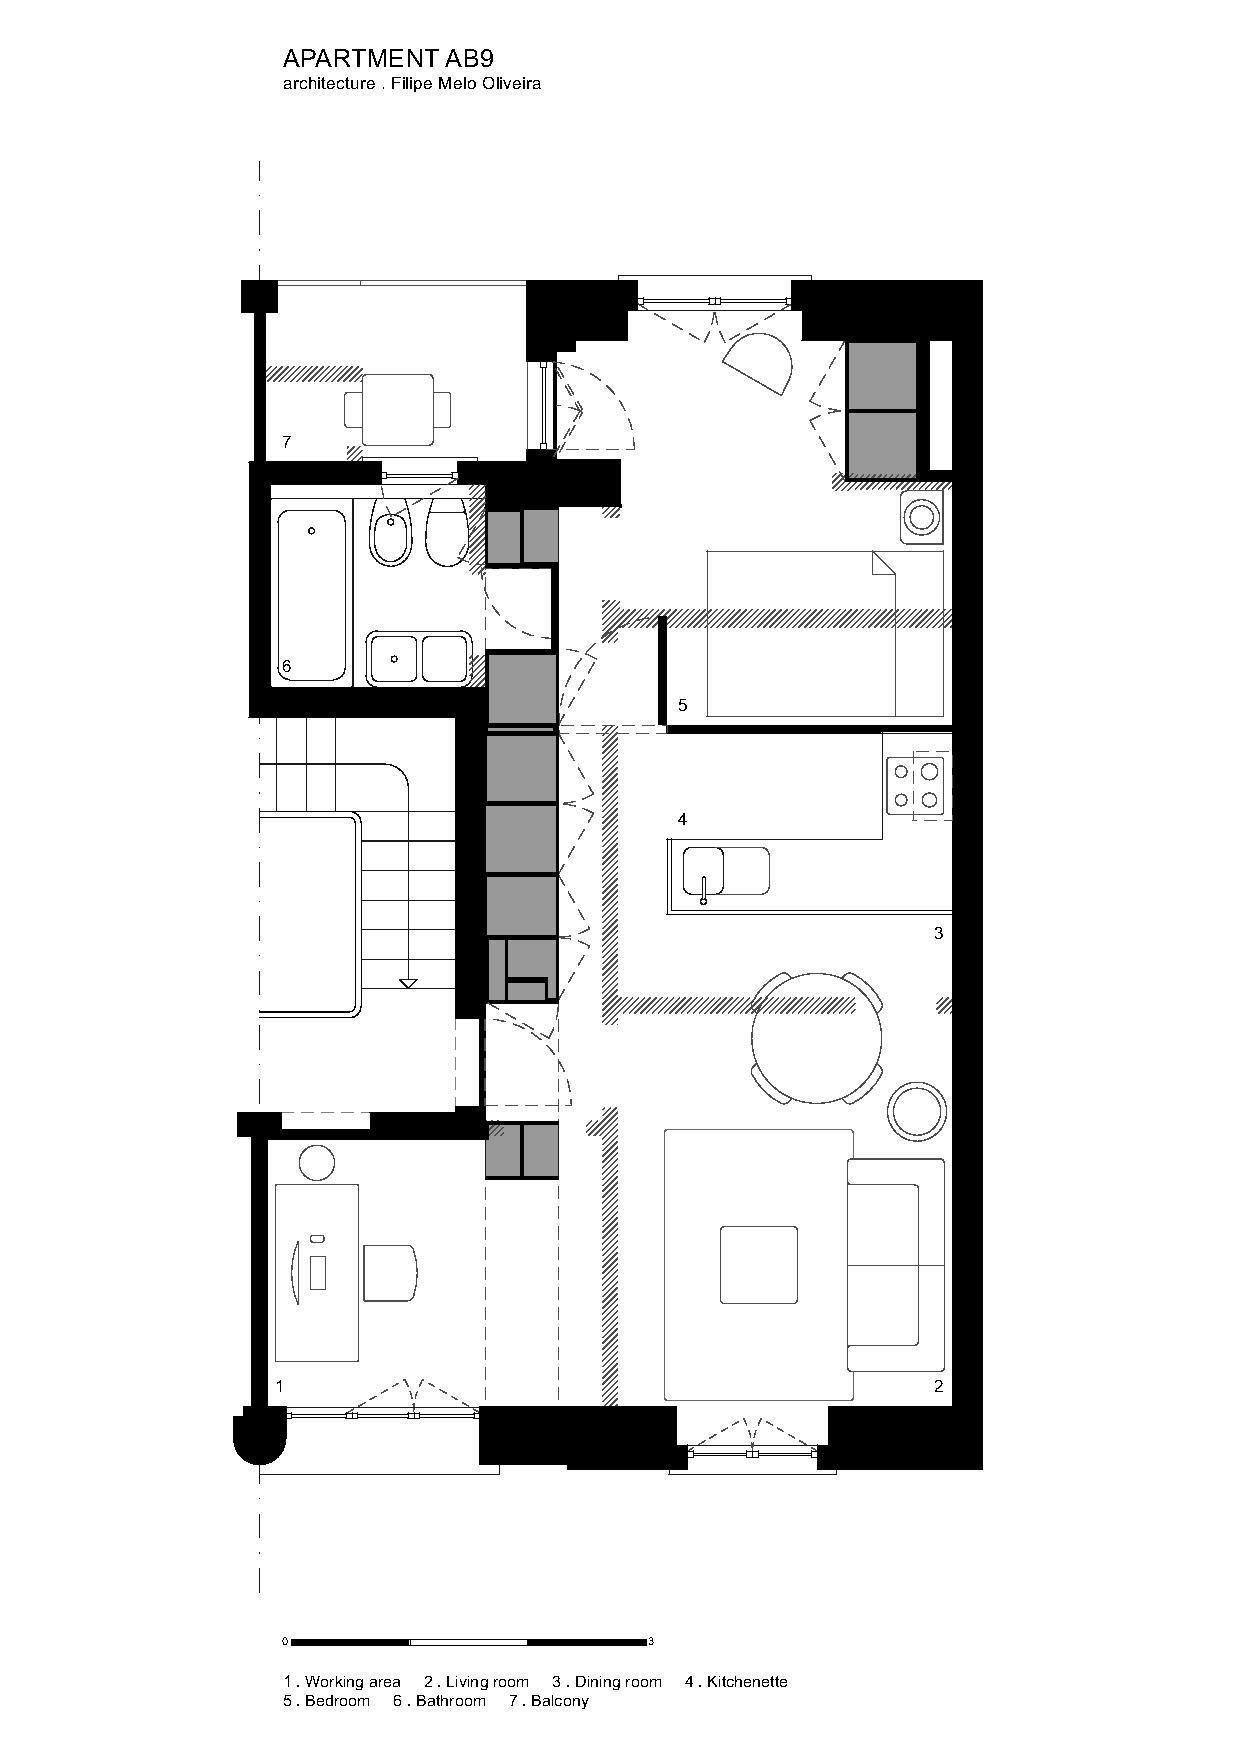 APARTMENT AB9
architecture . Filipe Melo Oliveira
7
6
5
4
3
1
2
0 3
1 . Working area 2 . Living room 3 . Dining room 4 . Kitchenette
5 . Bedroom 6 . Bathroom 7 . Balcony